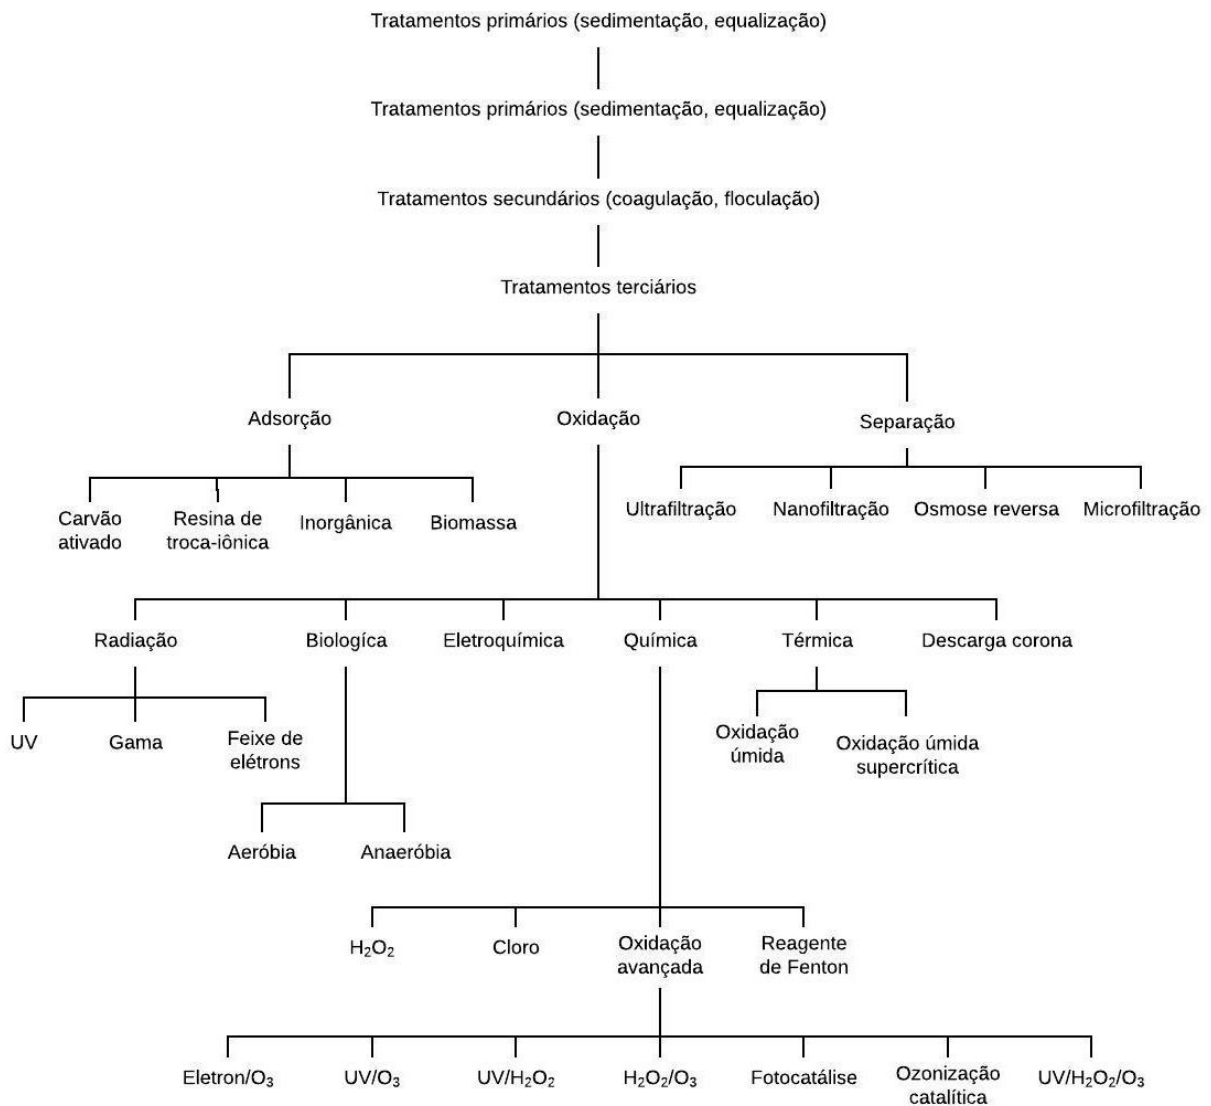 Tratamentos primários (sedimentação, equalização)
Tratamentos primários (sedimentação, equalização)
Tratamentos secundários (coagulação, floculação)
Tratamentos terciários
Adsorção
Oxidação
Separação
Carvão
ativado
Resina de
troca-iônica
Inorgânica
Biomassa
Ultrafiltração
Nanofiltração
Osmose reversa
Microfiltração
Radiação
Biologíca
Eletroquímica
Química
Térmica
Descarga corona
UV
Gama
Feixe de
elétrons
Oxidação
úmida
Oxidação úmida
supercrítica
Aeróbia
Anaeróbia
H₂O₂
Cloro
Oxidação
avançada
Reagente
de Fenton
Eletron/O₃
UV/O₃
UV/H₂O₂
H₂O₂/O₃
Fotocatálise
Ozonização
catalítica
UV/H₂O₂/O₃